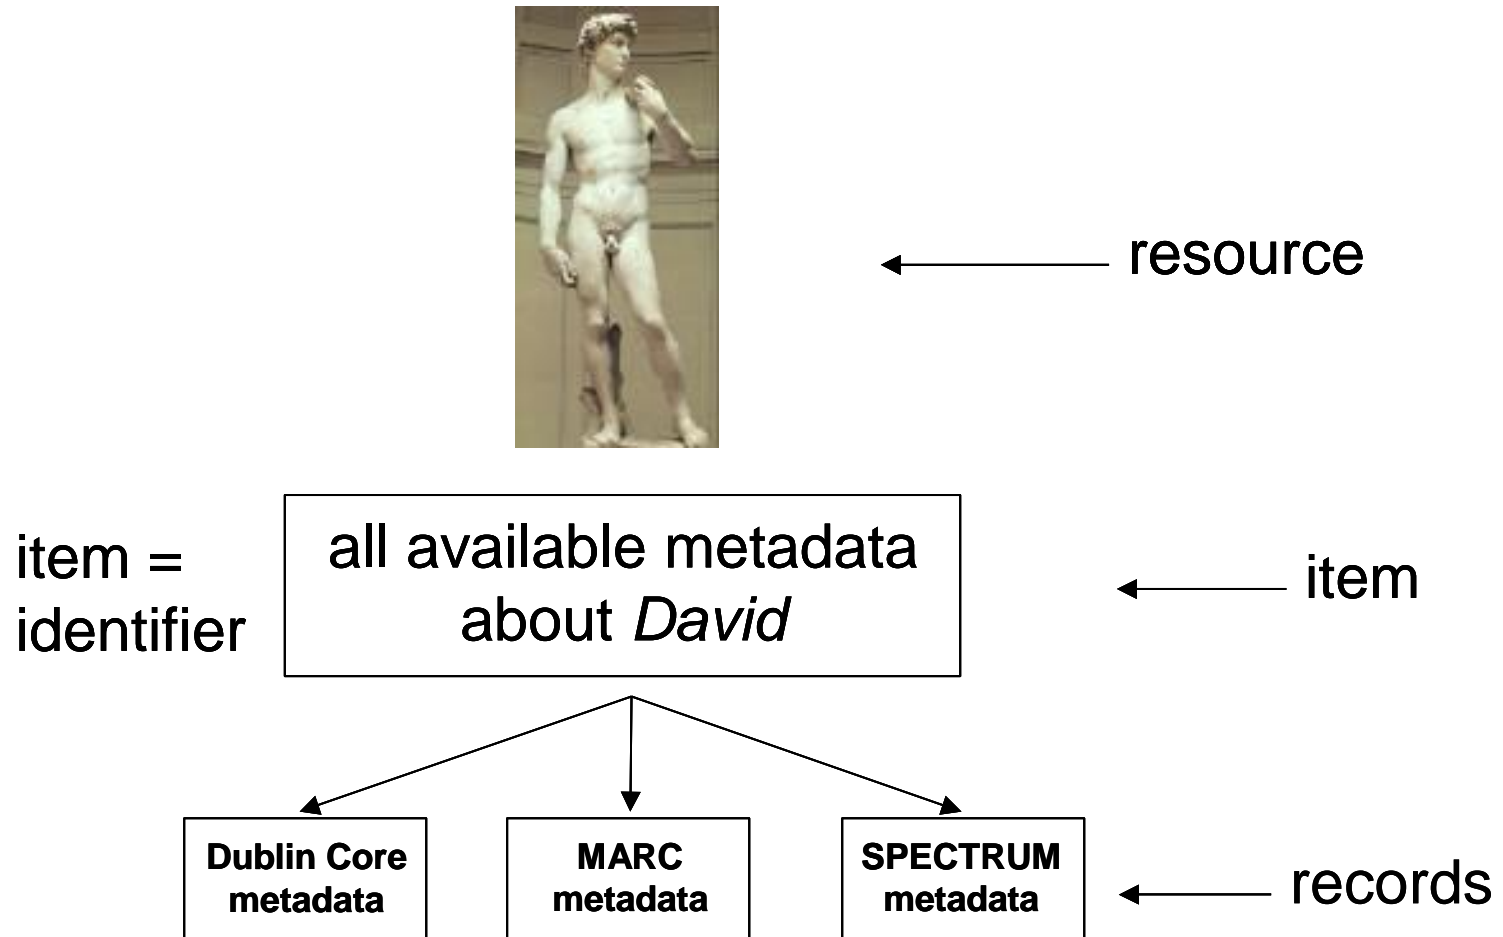 resource
item =
identifier
all available metadata
about David
item
Dublin Core
metadata
MARC
metadata
SPECTRUM
metadata
records